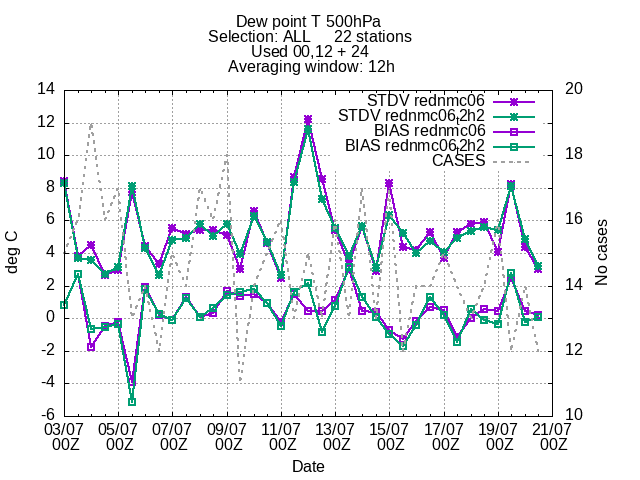 Dew point T 500hPa
Selection: ALL 22 stations
Used 00,12 + 24
Averaging window: 12h
STDV rednmc06
STDV rednmc06t2h2
BIAS rednmc06
BIAS rednmc06t2h2
CASES
14
12
10
8
6
4
2
0
-2
-4
-6
deg C
20
18
16
14
12
10
No cases
03/07 05/07 07/07 09/07 11/07 13/07 15/07 17/07 19/07 21/07
00Z 00Z 00Z 00Z 00Z 00Z 00Z 00Z 00Z 00Z
Date